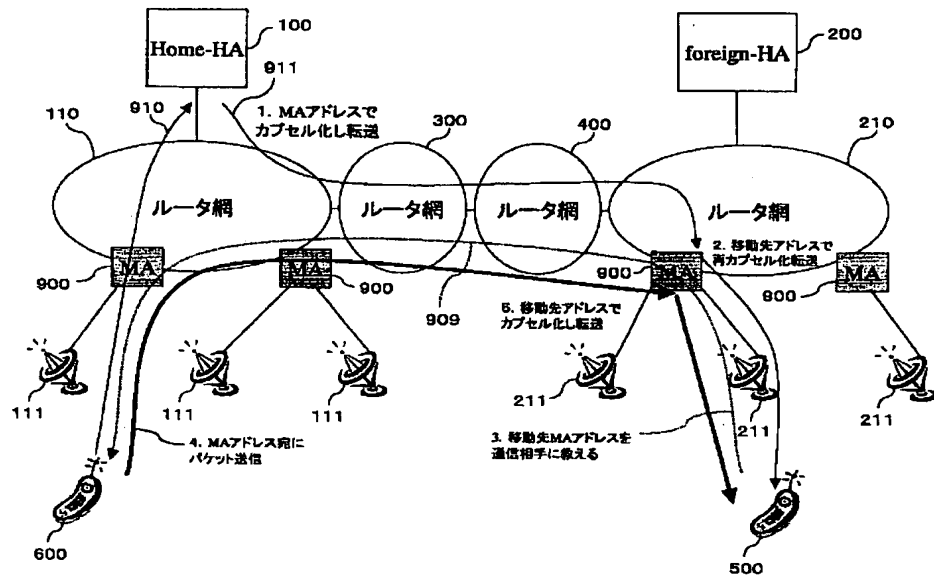 100
Home-HA
200
foreign-HA
911
910
1. MAアドレスで
カプセル化し転送
110
300
400
210
ルータ網
ルータ網
ルータ網
ルータ網
2. 移動先アドレスで
再カプセル化転送
900
MA
MA
900
900
MA
900
MA
909
5. 移動先アドレスで
カプセル化し転送
111
111
111
211
211
211
4. MAアドレス宛に
パケット送信
3. 移動先MAアドレスを
通信相手に教える
600
500